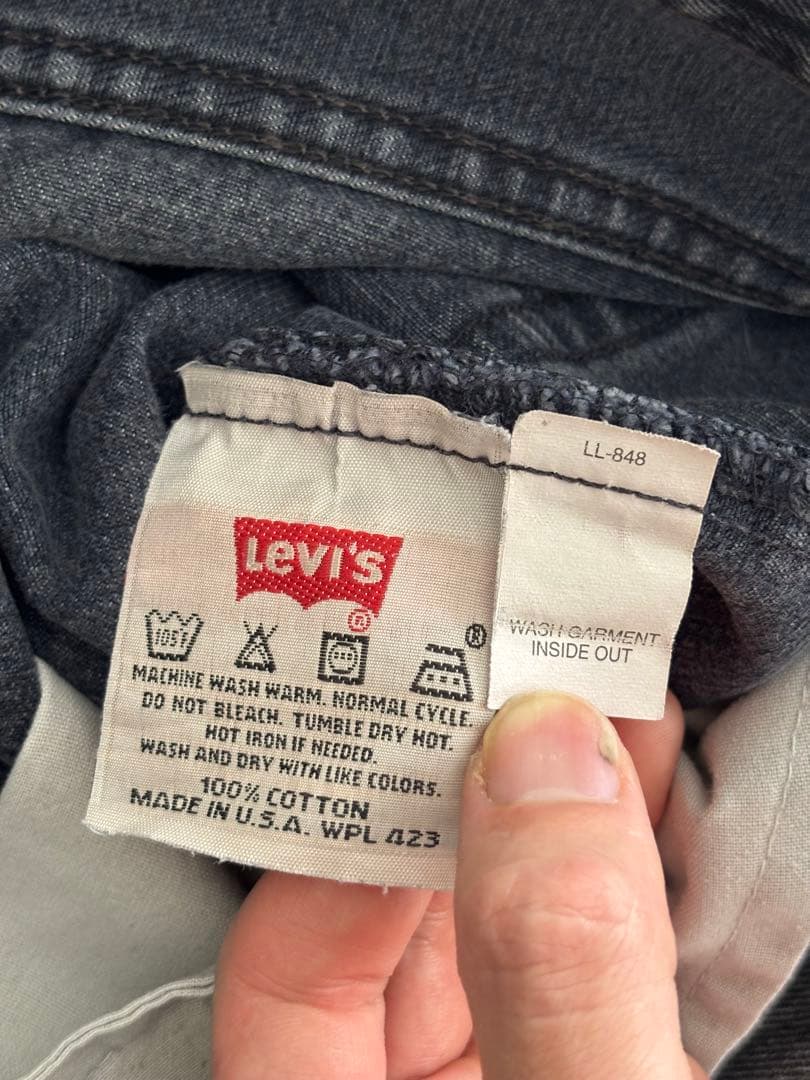 LL-848
WASH GARMENT
INSIDE OUT
Levi's
®
105F
®
MACHINE WASH WARM. NORMAL CYCLE.
DO NOT BLEACH. TUMBLE DRY HOT.
HOT IRON IF NEEDED.
WASH AND DRY WITH LIKE COLORS.
100% COTTON
MADE IN U.S.A. WPL 423